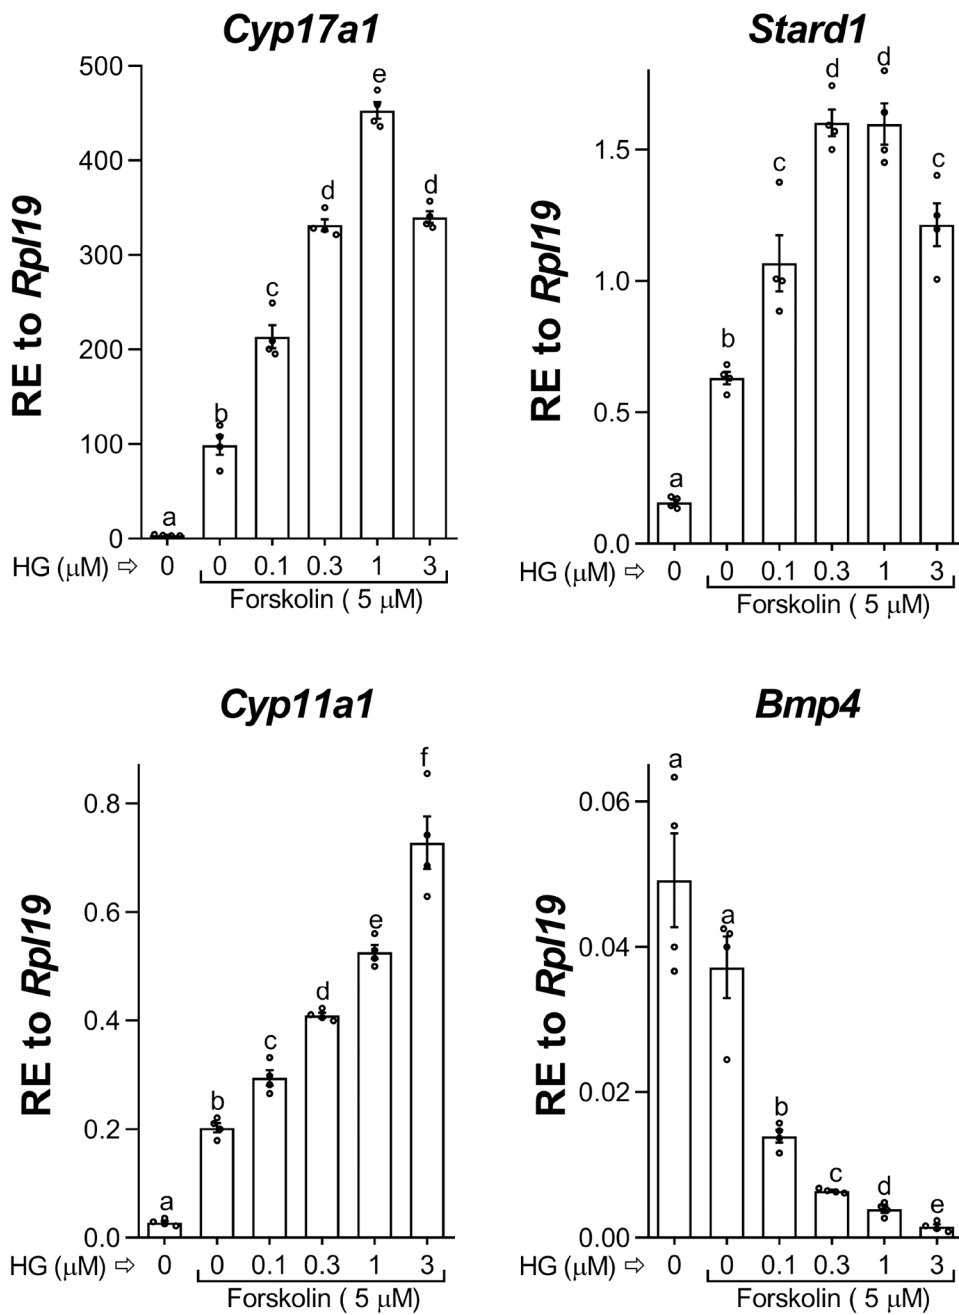 Cyp17a1
RE to Rpl19
500
400
300
200
100
0
a
b
c
d
e
d
HG (μM) ⇨ 0 0 0.1 0.3 1 3
Forskolin ( 5 μM)
Stard1
RE to Rpl19
1.5
1.0
0.5
0.0
a
b
c
d
d
c
HG (μM) ⇨ 0 0 0.1 0.3 1 3
Forskolin ( 5 μM)
Cyp11a1
RE to Rpl19
0.8
0.6
0.4
0.2
0.0
a
b
c
d
e
f
HG (μM) ⇨ 0 0 0.1 0.3 1 3
Forskolin ( 5 μM)
Bmp4
RE to Rpl19
0.06
0.04
0.02
0.00
a
a
b
c
d
e
HG (μM) ⇨ 0 0 0.1 0.3 1 3
Forskolin ( 5 μM)